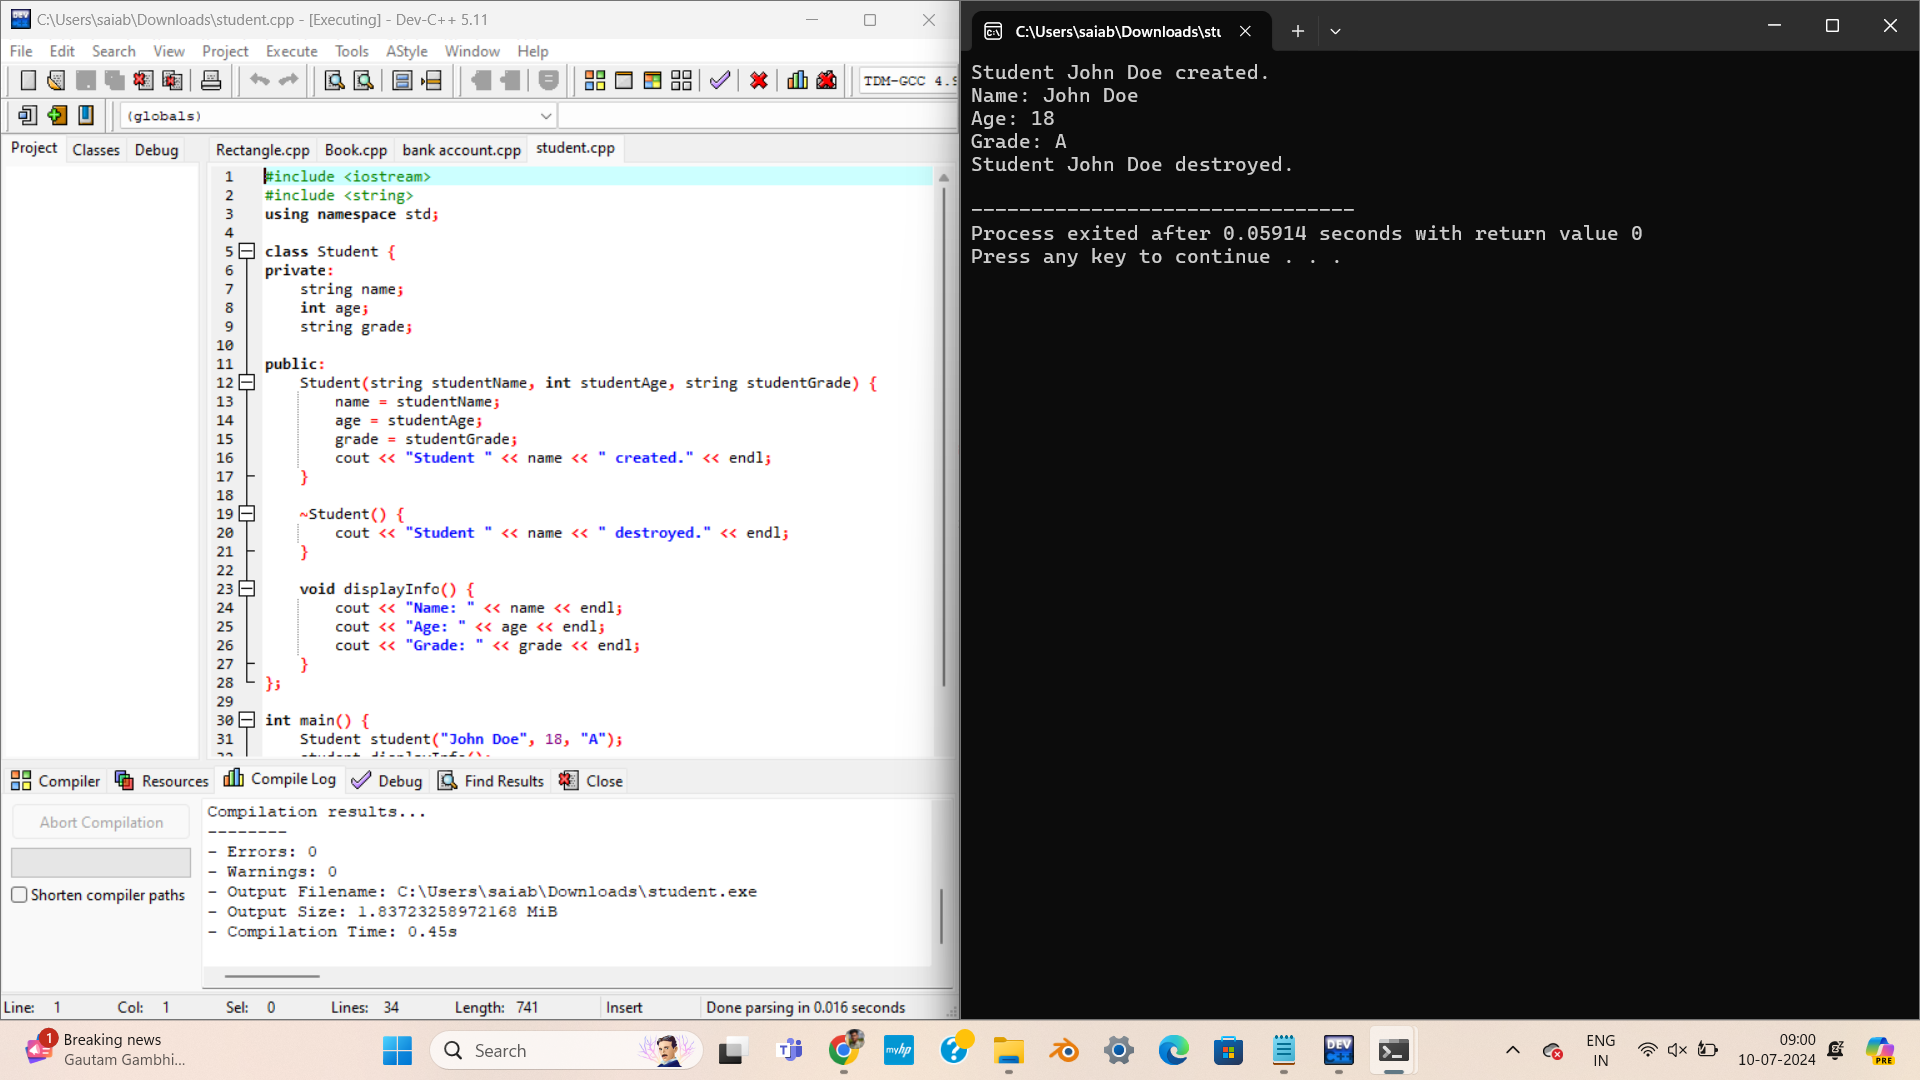 C:\Users\saiab\Downloads\student.cpp - [Executing] - Dev-C++ 5.11
File Edit Search View Project Execute Tools AStyle Window Help
TDM-GCC 4.9
(globals)
Project Classes Debug
Rectangle.cpp Book.cpp bank account.cpp student.cpp
1 #include <iostream>
2 #include <string>
3 using namespace std;
4
5 class Student {
6 private:
7 string name;
8 int age;
9 string grade;
10
11 public:
12 Student(string studentName, int studentAge, string studentGrade) {
13 name = studentName;
14 age = studentAge;
15 grade = studentGrade;
16 cout << "Student " << name << " created." << endl;
17 }
18
19 ~Student() {
20 cout << "Student " << name << " destroyed." << endl;
21 }
22
23 void displayInfo() {
24 cout << "Name: " << name << endl;
25 cout << "Age: " << age << endl;
26 cout << "Grade: " << grade << endl;
27 }
28 };
29
30 int main() {
31 Student student("John Doe", 18, "A");
Compiler Resources Compile Log Debug Find Results Close
Abort Compilation
Shorten compiler paths
Compilation results...
--------
- Errors: 0
- Warnings: 0
- Output Filename: C:\Users\saiab\Downloads\student.exe
- Output Size: 1.83723258972168 MiB
- Compilation Time: 0.45s
Line: 1 Col: 1 Sel: 0 Lines: 34 Length: 741 Insert Done parsing in 0.016 seconds
C:\Users\saiab\Downloads\stu
Student John Doe created.
Name: John Doe
Age: 18
Grade: A
Student John Doe destroyed.
--------------------------------
Process exited after 0.05914 seconds with return value 0
Press any key to continue . . .
1
Breaking news
Gautam Gambhi...
Search
myhp
DEV
C++
ENG
IN
09:00
10-07-2024
PRE